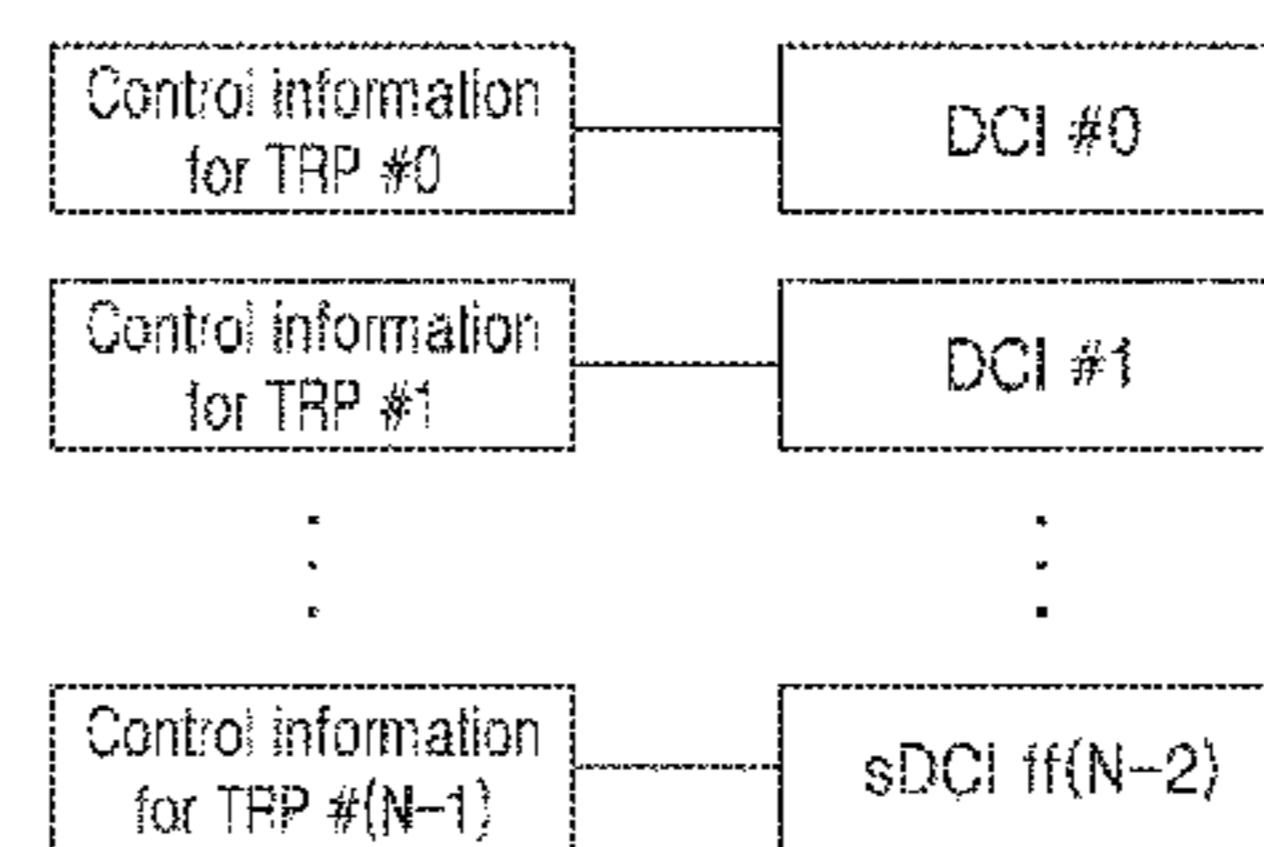 Control information
for TRP #0
DCI #0
Control information
for TRP #1
DCI #1
Control information
for TRP #(N-1)
sDCI ff(N-2)